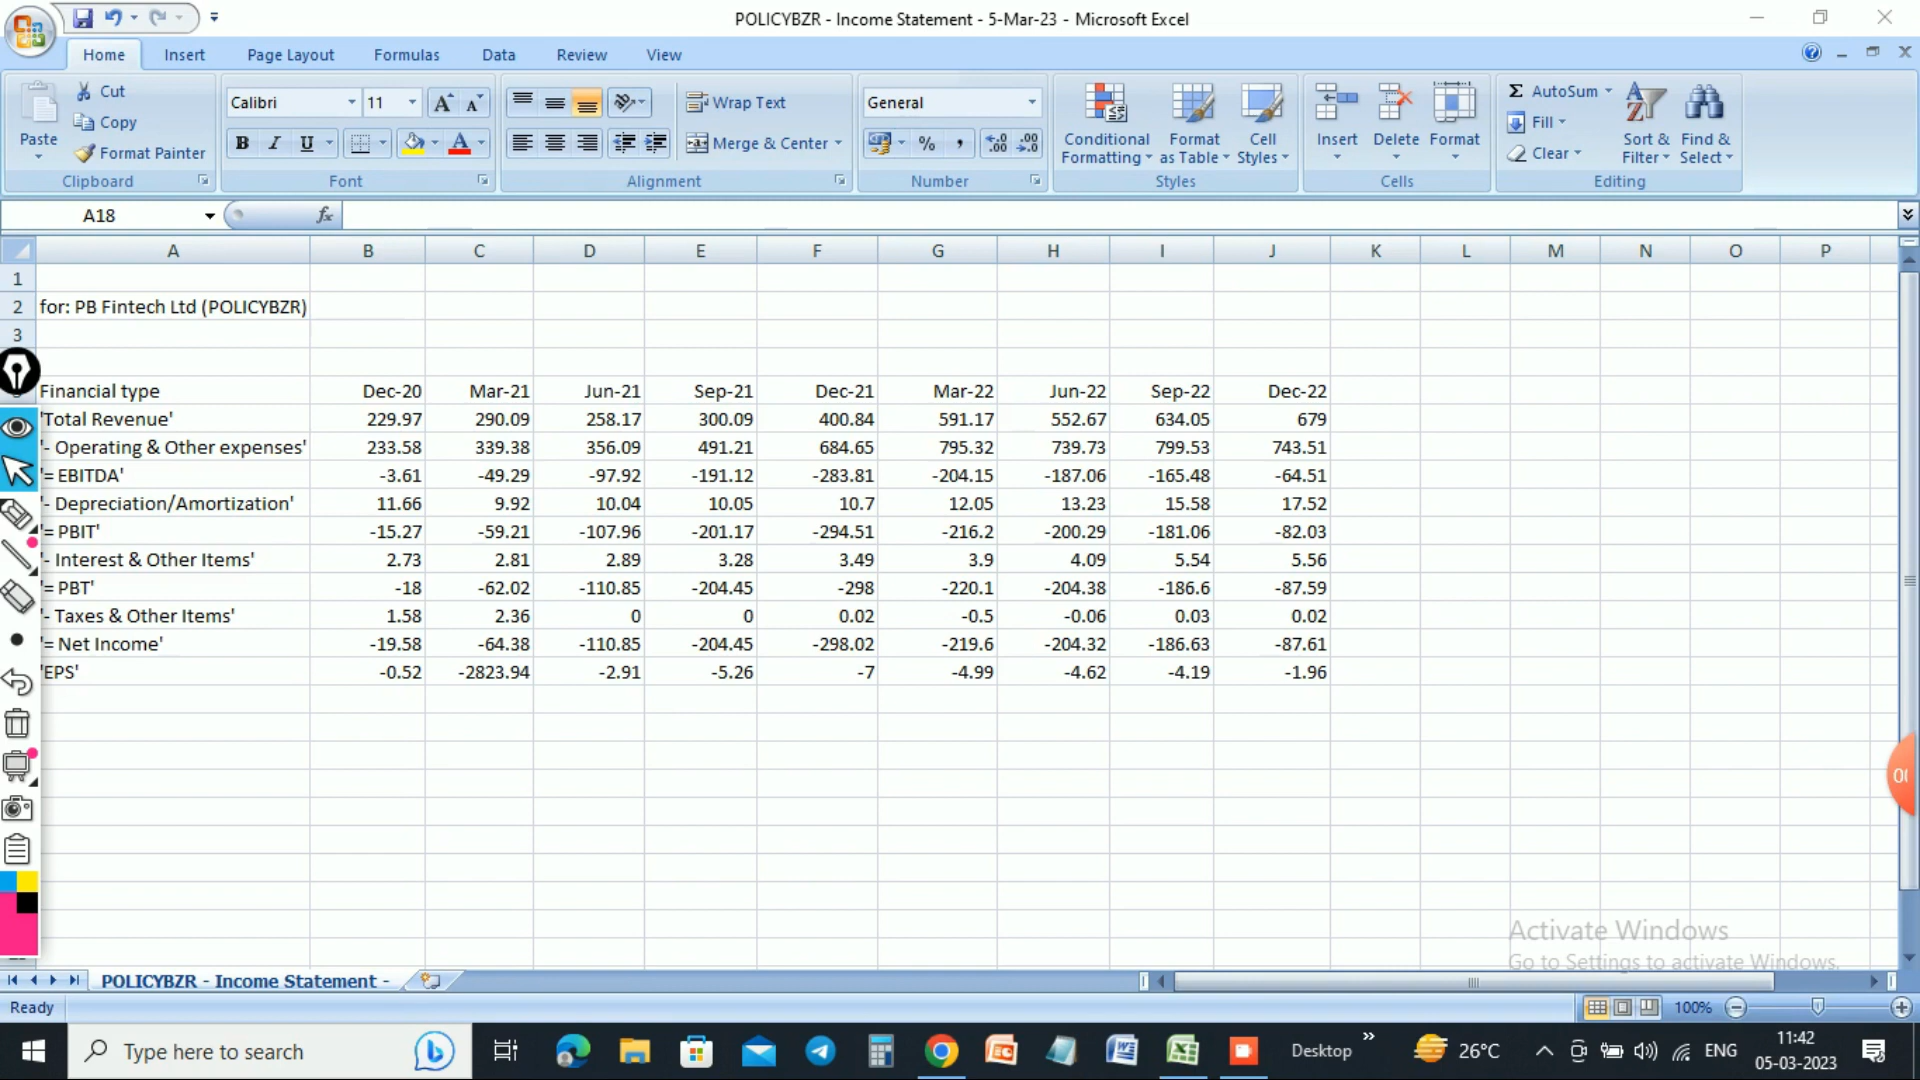 POLICYBZR - Income Statement - 5-Mar-23 - Microsoft Excel
Home Insert Page Layout Formulas Data Review View
Paste Cut Copy Format Painter Clipboard
Calibri 11 B I U Font
Wrap Text Merge & Center Alignment
General % , Number
Conditional Formatting Format as Table Cell Styles Styles
Insert Delete Format Cells
Σ AutoSum Fill Clear Sort & Filter Find & Select Editing
A18 fx
A B C D E F G H I J K L M N O P
1
2 for: PB Fintech Ltd (POLICYBZR)
3
Financial type Dec-20 Mar-21 Jun-21 Sep-21 Dec-21 Mar-22 Jun-22 Sep-22 Dec-22
'Total Revenue' 229.97 290.09 258.17 300.09 400.84 591.17 552.67 634.05 679
'- Operating & Other expenses' 233.58 339.38 356.09 491.21 684.65 795.32 739.73 799.53 743.51
'= EBITDA' -3.61 -49.29 -97.92 -191.12 -283.81 -204.15 -187.06 -165.48 -64.51
'- Depreciation/Amortization' 11.66 9.92 10.04 10.05 10.7 12.05 13.23 15.58 17.52
'= PBIT' -15.27 -59.21 -107.96 -201.17 -294.51 -216.2 -200.29 -181.06 -82.03
'- Interest & Other Items' 2.73 2.81 2.89 3.28 3.49 3.9 4.09 5.54 5.56
'= PBT' -18 -62.02 -110.85 -204.45 -298 -220.1 -204.38 -186.6 -87.59
'- Taxes & Other Items' 1.58 2.36 0 0 0.02 -0.5 -0.06 0.03 0.02
'= Net Income' -19.58 -64.38 -110.85 -204.45 -298.02 -219.6 -204.32 -186.63 -87.61
'EPS' -0.52 -2823.94 -2.91 -5.26 -7 -4.99 -4.62 -4.19 -1.96
Activate Windows
Go to Settings to activate Windows.
POLICYBZR - Income Statement -
Ready 100%
Type here to search Desktop 26°C ENG 11:42
05-03-2023